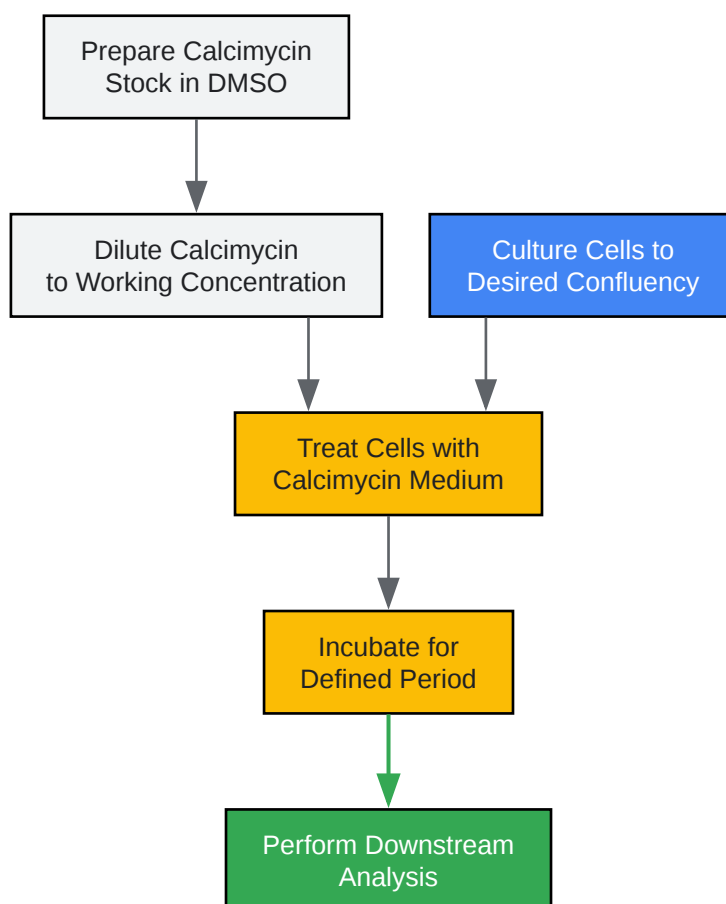 Prepare Calcimycin
Stock in DMSO
Dilute Calcimycin
to Working Concentration
Culture Cells to
Desired Confluency
Treat Cells with
Calcimycin Medium
Incubate for
Defined Period
Perform Downstream
Analysis